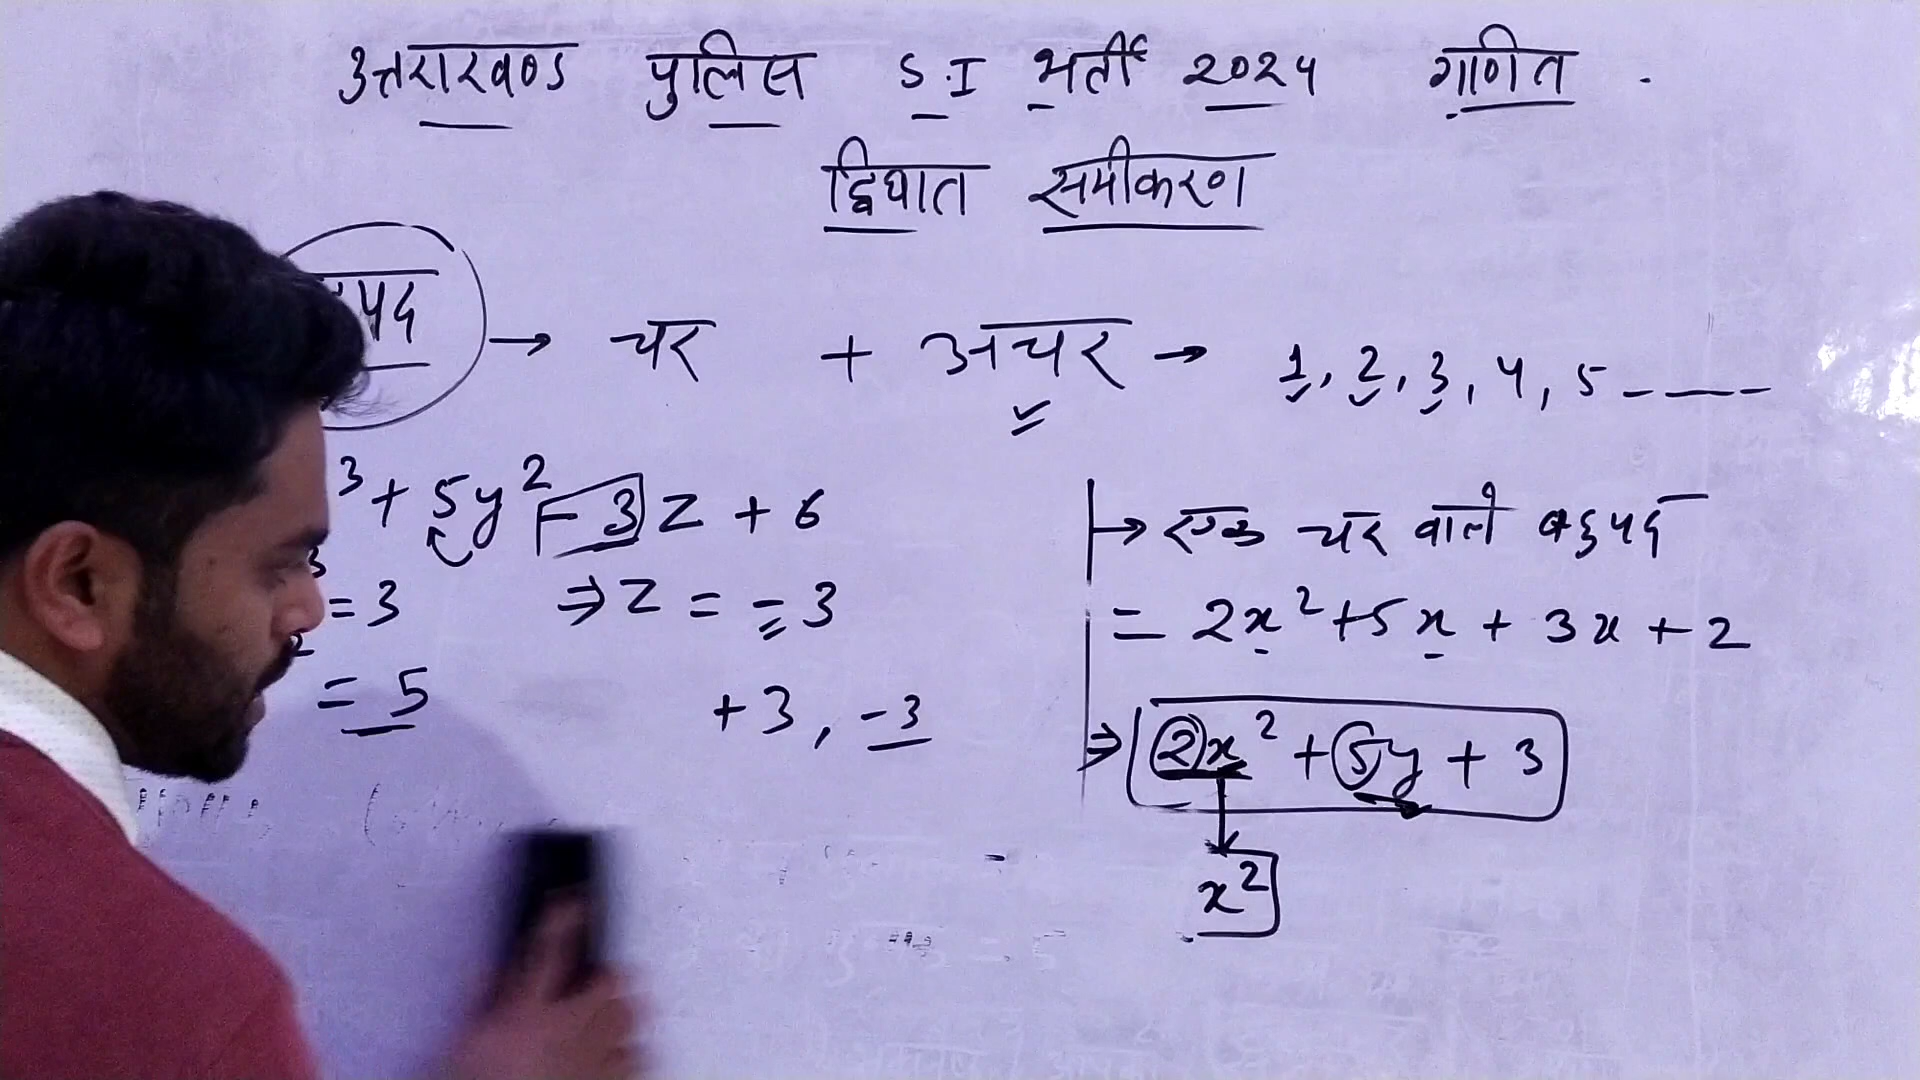 उत्तराखण्ड पुलिस S.I भर्ती 2024 गणित
द्विघात समीकरण
पद → चर + अचर → 1, 2, 3, 4, 5 -----
3 + 5y² - 3z + 6
= 3 ⇒ z = -3
= 5 +3, -3
→ एक चर वाले बहुपद
= 2x² + 5x + 3x + 2
⇒ 2x² + 5y + 3
x²